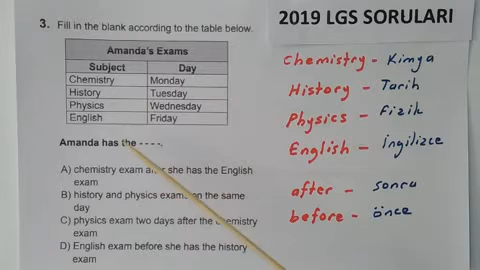 3. Fill in the blank according to the table below.
Amanda's Exams
Subject Day
Chemistry Monday
History Tuesday
Physics Wednesday
English Friday
Amanda has the ----.
A) chemistry exam after she has the English
exam
B) history and physics exams on the same
day
C) physics exam two days after the chemistry
exam
D) English exam before she has the history
exam
2019 LGS SORULARI
Chemistry - Kimya
History - Tarih
Physics - Fizik
English - İngilizce
after - sonra
before - önce